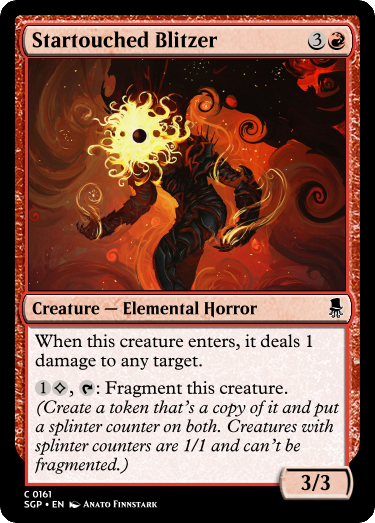 Startouched Blitzer 3
Creature — Elemental Horror
When this creature enters, it deals 1
damage to any target.
1 , : Fragment this creature.
(Create a token that's a copy of it and put
a splinter counter on both. Creatures with
splinter counters are 1/1 and can't be
fragmented.)
3/3
C 0161
SGP • EN Anato Finnstark